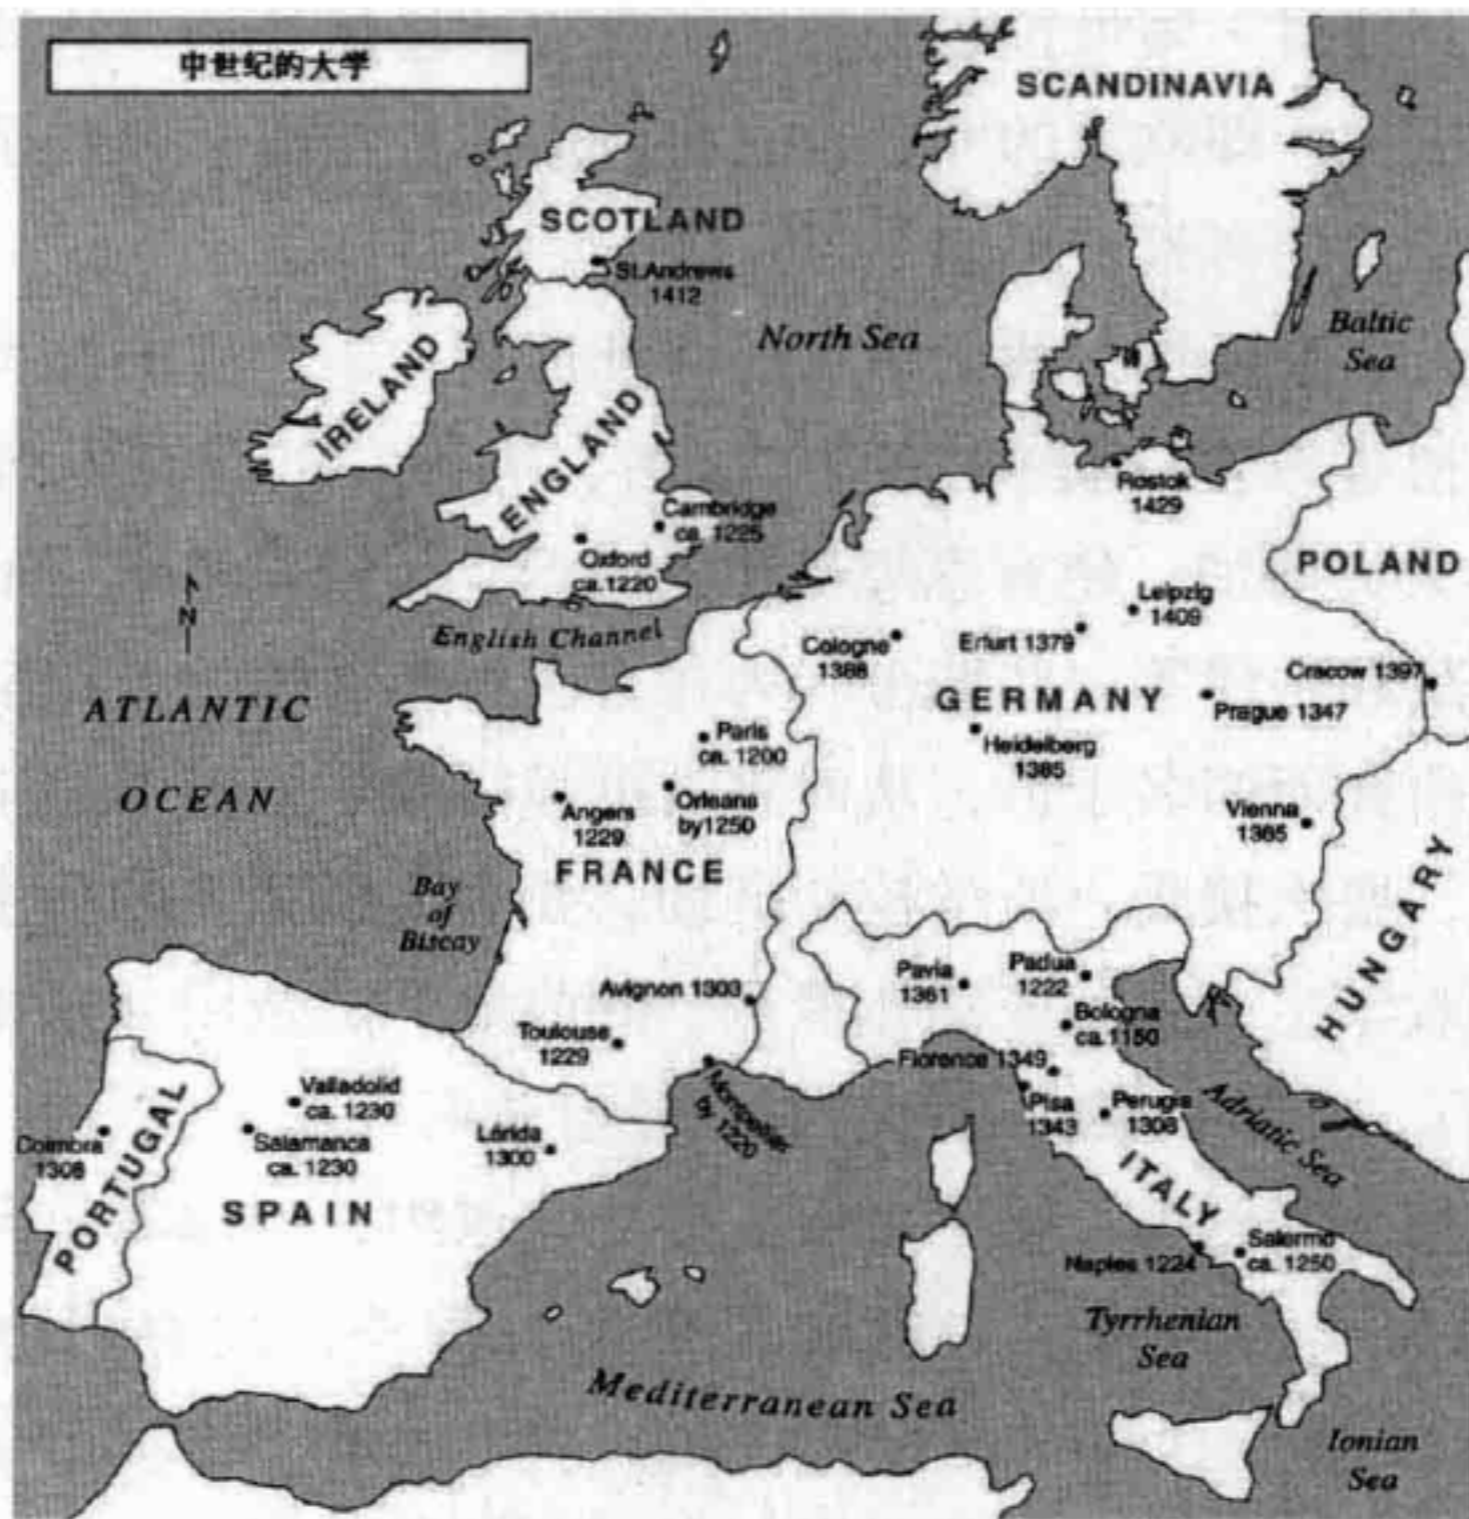 中世纪的大学
SCANDINAVIA
SCOTLAND
St.Andrews
1412
North Sea
Baltic
Sea
IRELAND
ENGLAND
Cambridge
ca. 1225
Oxford
ca.1220
Rostok
1429
POLAND
N
English Channel
Leipzig
1409
Erfurt 1379
Cologne
1388
Cracow 1397
GERMANY
Prague 1347
ATLANTIC
OCEAN
Paris
ca. 1200
Heidelberg
1385
Angers
1229
Orleans
by1250
Vienna
1365
FRANCE
HUNGARY
Bay
of
Biscay
Avignon 1303
Pavia
1361
Padua
1222
Bologna
ca.1150
Toulouse
1229
Florence 1349
Montpellier
by 1220
Pisa
1343
Perugia
1308
Adriatic Sea
Valladolid
ca. 1230
Salamanca
ca. 1230
Lárida
1300
Coimbra
1308
PORTUGAL
SPAIN
ITALY
Naples 1224
Salerno
ca. 1250
Tyrrhenian
Sea
Mediterranean Sea
Ionian
Sea